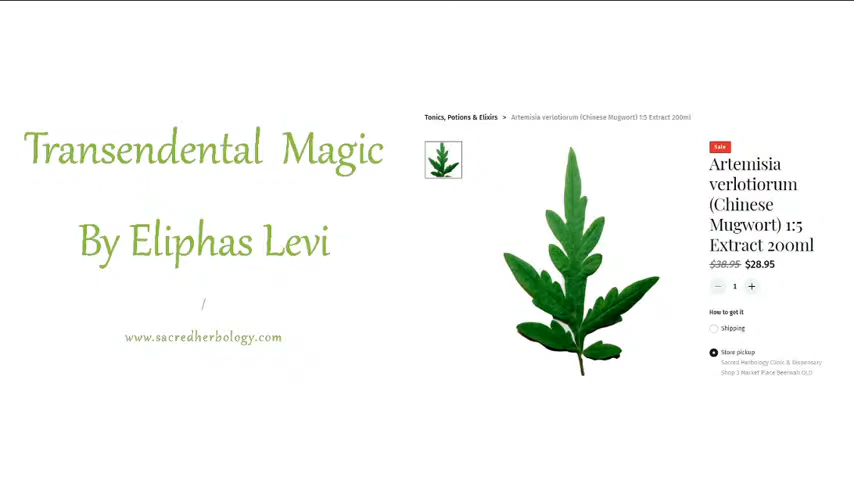 Transendental Magic
By Eliphas Levi
/
www.sacredherbology.com
Tonics, Potions & Elixirs > Artemisia verlotiorum (Chinese Mugwort) 1:5 Extract 200ml
Sale
Artemisia
verlotiorum
(Chinese
Mugwort) 1:5
Extract 200ml
$38.95 $28.95
− 1 +
How to get it
Shipping
Store pickup
Sacred Herbology Clinic & Dispensary
Shop 3 Market Place Beerwah QLD